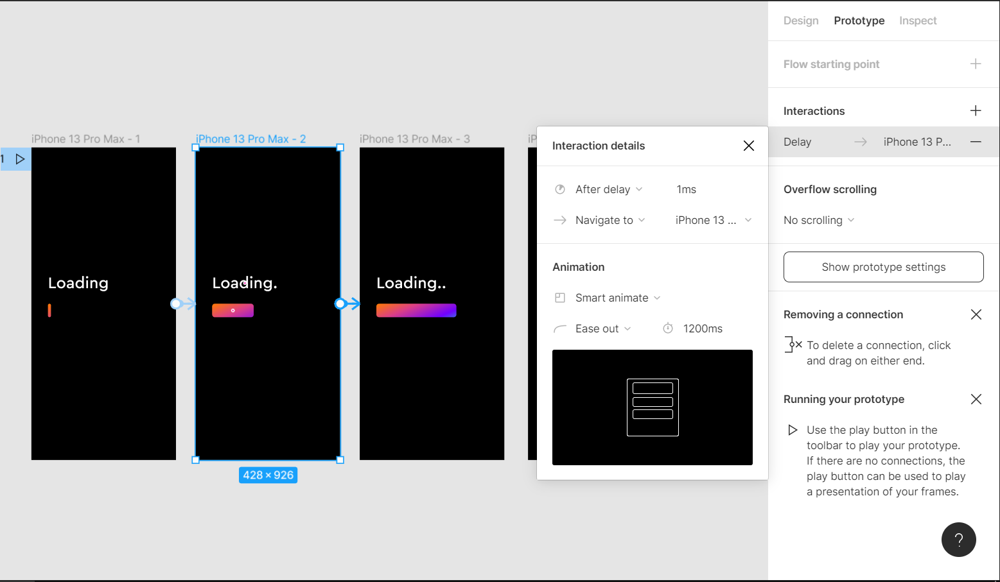 Design Prototype Inspect
Flow starting point
Interactions
Delay iPhone 13 P...
Overflow scrolling
No scrolling
Show prototype settings
Removing a connection
To delete a connection, click
and drag on either end.
Running your prototype
Use the play button in the
toolbar to play your prototype.
If there are no connections, the
play button can be used to play
a presentation of your frames.
?
iPhone 13 Pro Max - 1
iPhone 13 Pro Max - 2
iPhone 13 Pro Max - 3
iP
1
Loading
Loading.
Loading..
428 × 926
Interaction details
After delay 1ms
Navigate to iPhone 13 ...
Animation
Smart animate
Ease out 1200ms